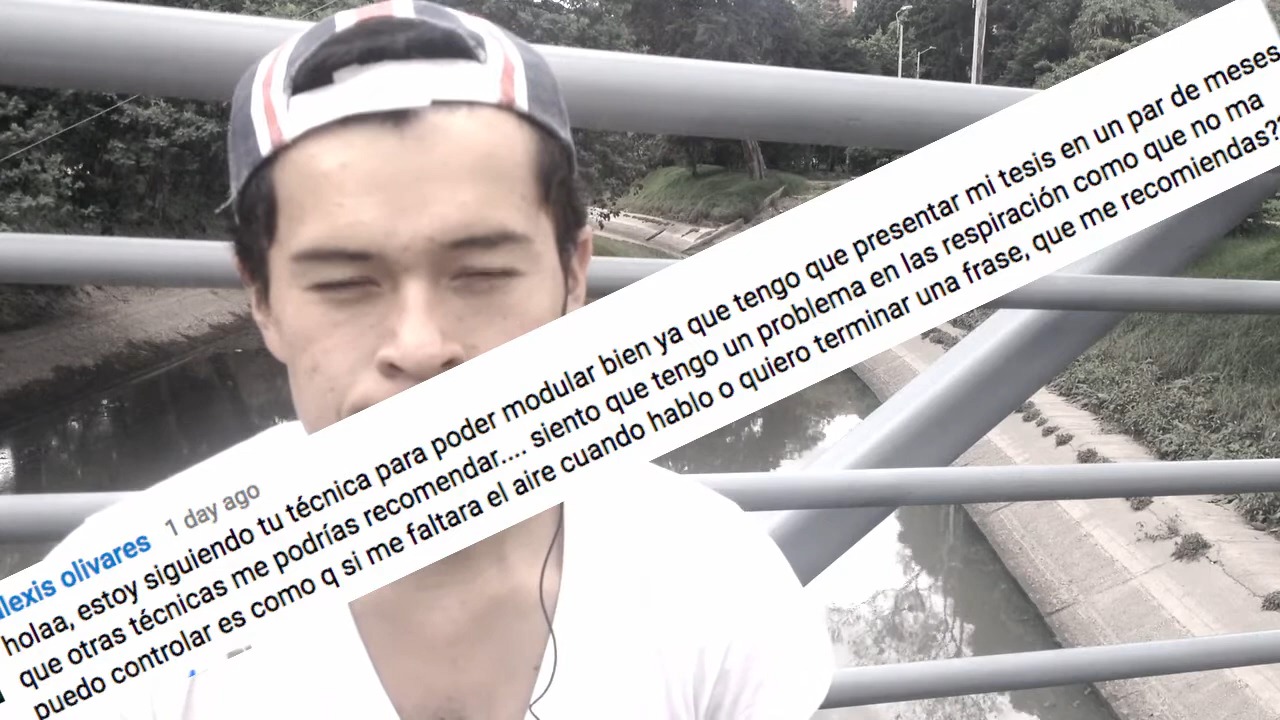 lexis olivares 1 day ago
holaa, estoy siguiendo tu técnica para poder modular bien ya que tengo que presentar mi tesis en un par de meses
que otras técnicas me podrías recomendar.... siento que tengo un problema en las respiración como que no ma
puedo controlar es como q si me faltara el aire cuando hablo o quiero terminar una frase, que me recomiendas?